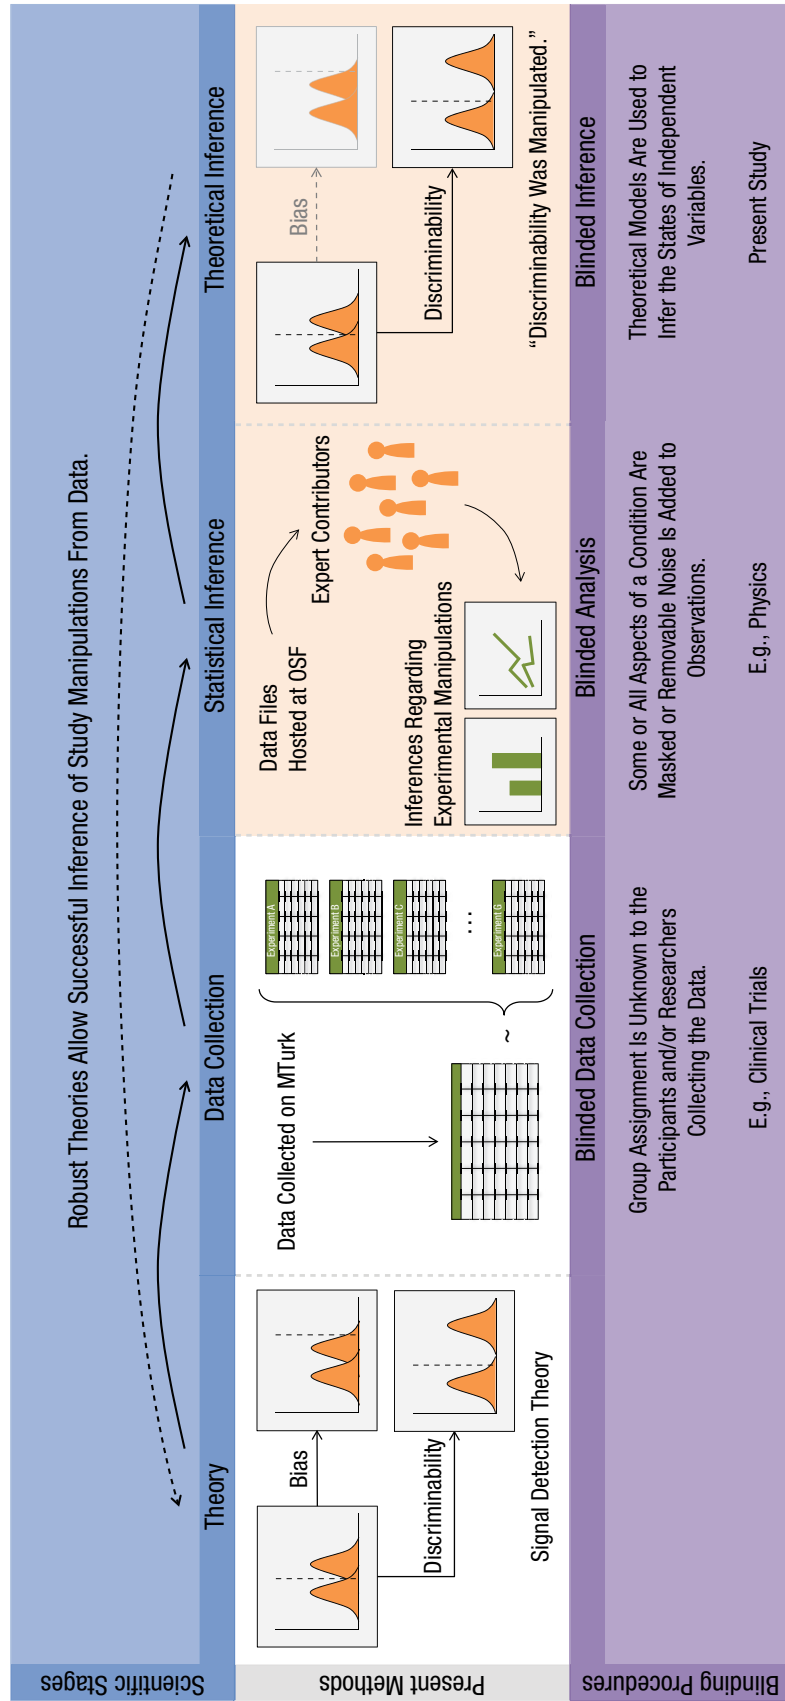 Scientific Stages
Robust Theories Allow Successful Inference of Study Manipulations From Data.
Theory
Data Collection
Statistical Inference
Theoretical Inference
Present Methods
Bias
Discriminability
Signal Detection Theory
Data Collected on MTurk
~
Experiment A
Experiment B
Experiment C
...
Experiment G
Data Files
Hosted at OSF
Expert Contributors
Inferences Regarding
Experimental Manipulations
Bias
Discriminability
“Discriminability Was Manipulated.”
Blinding Procedures
Blinded Data Collection
Group Assignment Is Unknown to the
Participants and/or Researchers
Collecting the Data.
E.g., Clinical Trials
Blinded Analysis
Some or All Aspects of a Condition Are
Masked or Removable Noise Is Added to
Observations.
E.g., Physics
Blinded Inference
Theoretical Models Are Used to
Infer the States of Independent
Variables.
Present Study